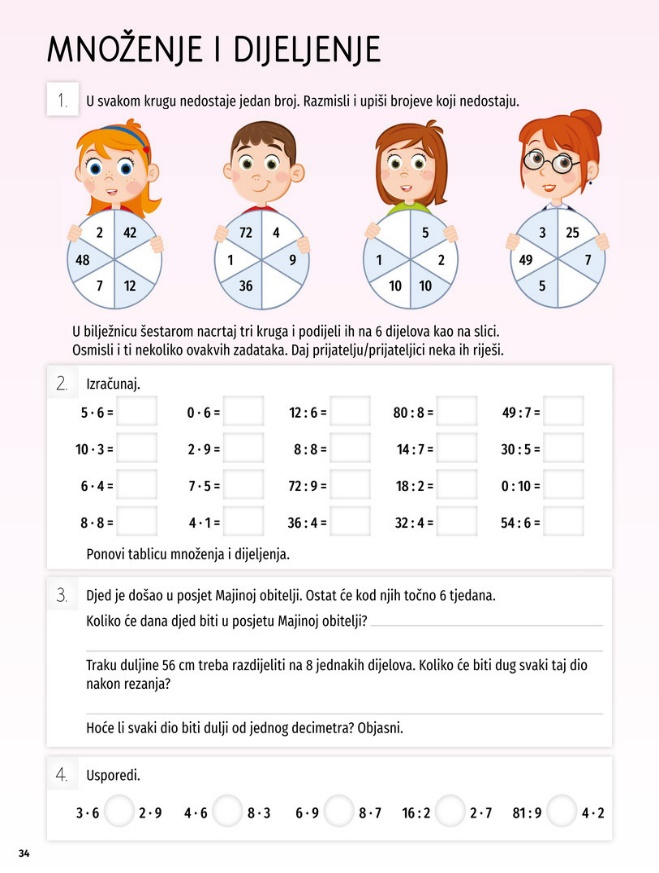 MNOŽENJE I DIJELJENJE
1. U svakom krugu nedostaje jedan broj. Razmisli i upiši brojeve koji nedostaju.
2 42 72 4 5 3 25
48 1 9 1 2 49 7
7 12 36 10 10 5
U bilježnicu šestarom nacrtaj tri kruga i podijeli ih na 6 dijelova kao na slici.
Osmisli i ti nekoliko ovakvih zadataka. Daj prijatelju/prijateljici neka ih riješi.
2. Izračunaj.
5 · 6 = 0 · 6 = 12 : 6 = 80 : 8 = 49 : 7 =
10 · 3 = 2 · 9 = 8 : 8 = 14 : 7 = 30 : 5 =
6 · 4 = 7 · 5 = 72 : 9 = 18 : 2 = 0 : 10 =
8 · 8 = 4 · 1 = 36 : 4 = 32 : 4 = 54 : 6 =
Ponovi tablicu množenja i dijeljenja.
3. Djed je došao u posjet Majinoj obitelji. Ostat će kod njih točno 6 tjedana.
Koliko će dana djed biti u posjetu Majinoj obitelji?
Traku duljine 56 cm treba razdijeliti na 8 jednakih dijelova. Koliko će biti dug svaki taj dio
nakon rezanja?
Hoće li svaki dio biti dulji od jednog decimetra? Objasni.
4. Usporedi.
3 · 6 2 · 9 4 · 6 8 · 3 6 · 9 8 · 7 16 : 2 2 · 7 81 : 9 4 · 2
34